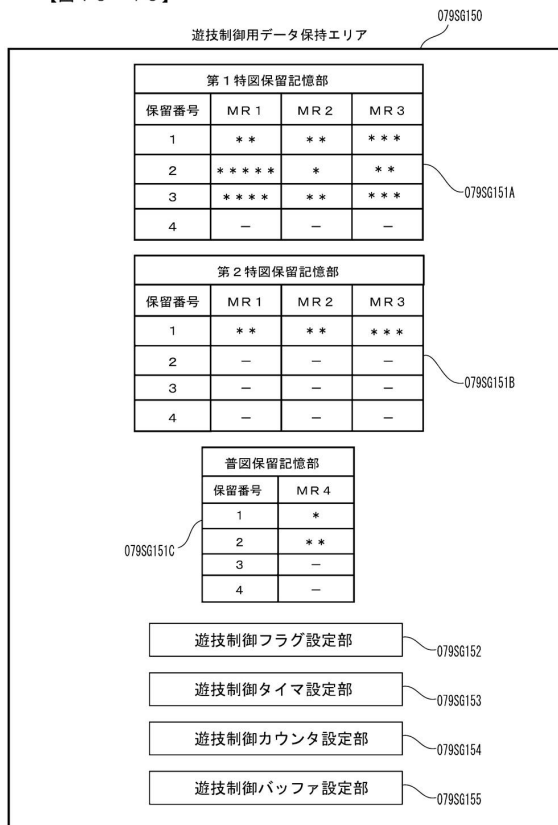 079SG150
遊技制御用データ保持エリア
第1特図保留記憶部
保留番号 MR1 MR2 MR3
1 ** ** ***
2 ***** * **
3 **** ** ***
4 － － －
079SG151A
第2特図保留記憶部
保留番号 MR1 MR2 MR3
1 ** ** ***
2 － － －
3 － － －
4 － － －
079SG151B
普図保留記憶部
保留番号 MR4
1 *
2 **
3 －
4 －
079SG151C
遊技制御フラグ設定部 079SG152
遊技制御タイマ設定部 079SG153
遊技制御カウンタ設定部 079SG154
遊技制御バッファ設定部 079SG155